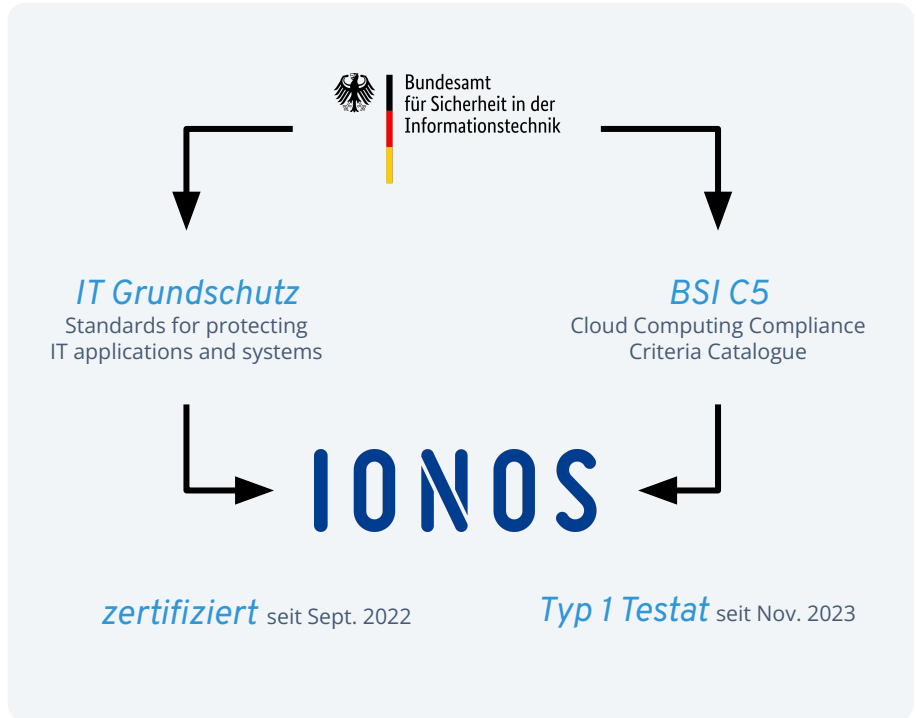 Bundesamt
für Sicherheit in der
Informationstechnik
IT Grundschutz
Standards for protecting
IT applications and systems
BSI C5
Cloud Computing Compliance
Criteria Catalogue
IONOS
zertifiziert seit Sept. 2022
Typ 1 Testat seit Nov. 2023